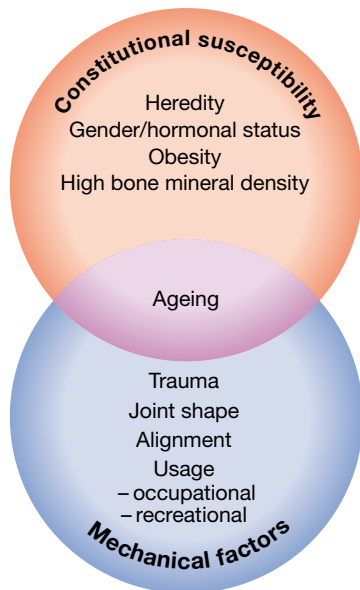 Constitutional susceptibility
Heredity
Gender/hormonal status
Obesity
High bone mineral density
Ageing
Trauma
Joint shape
Alignment
Usage
– occupational
– recreational
Mechanical factors